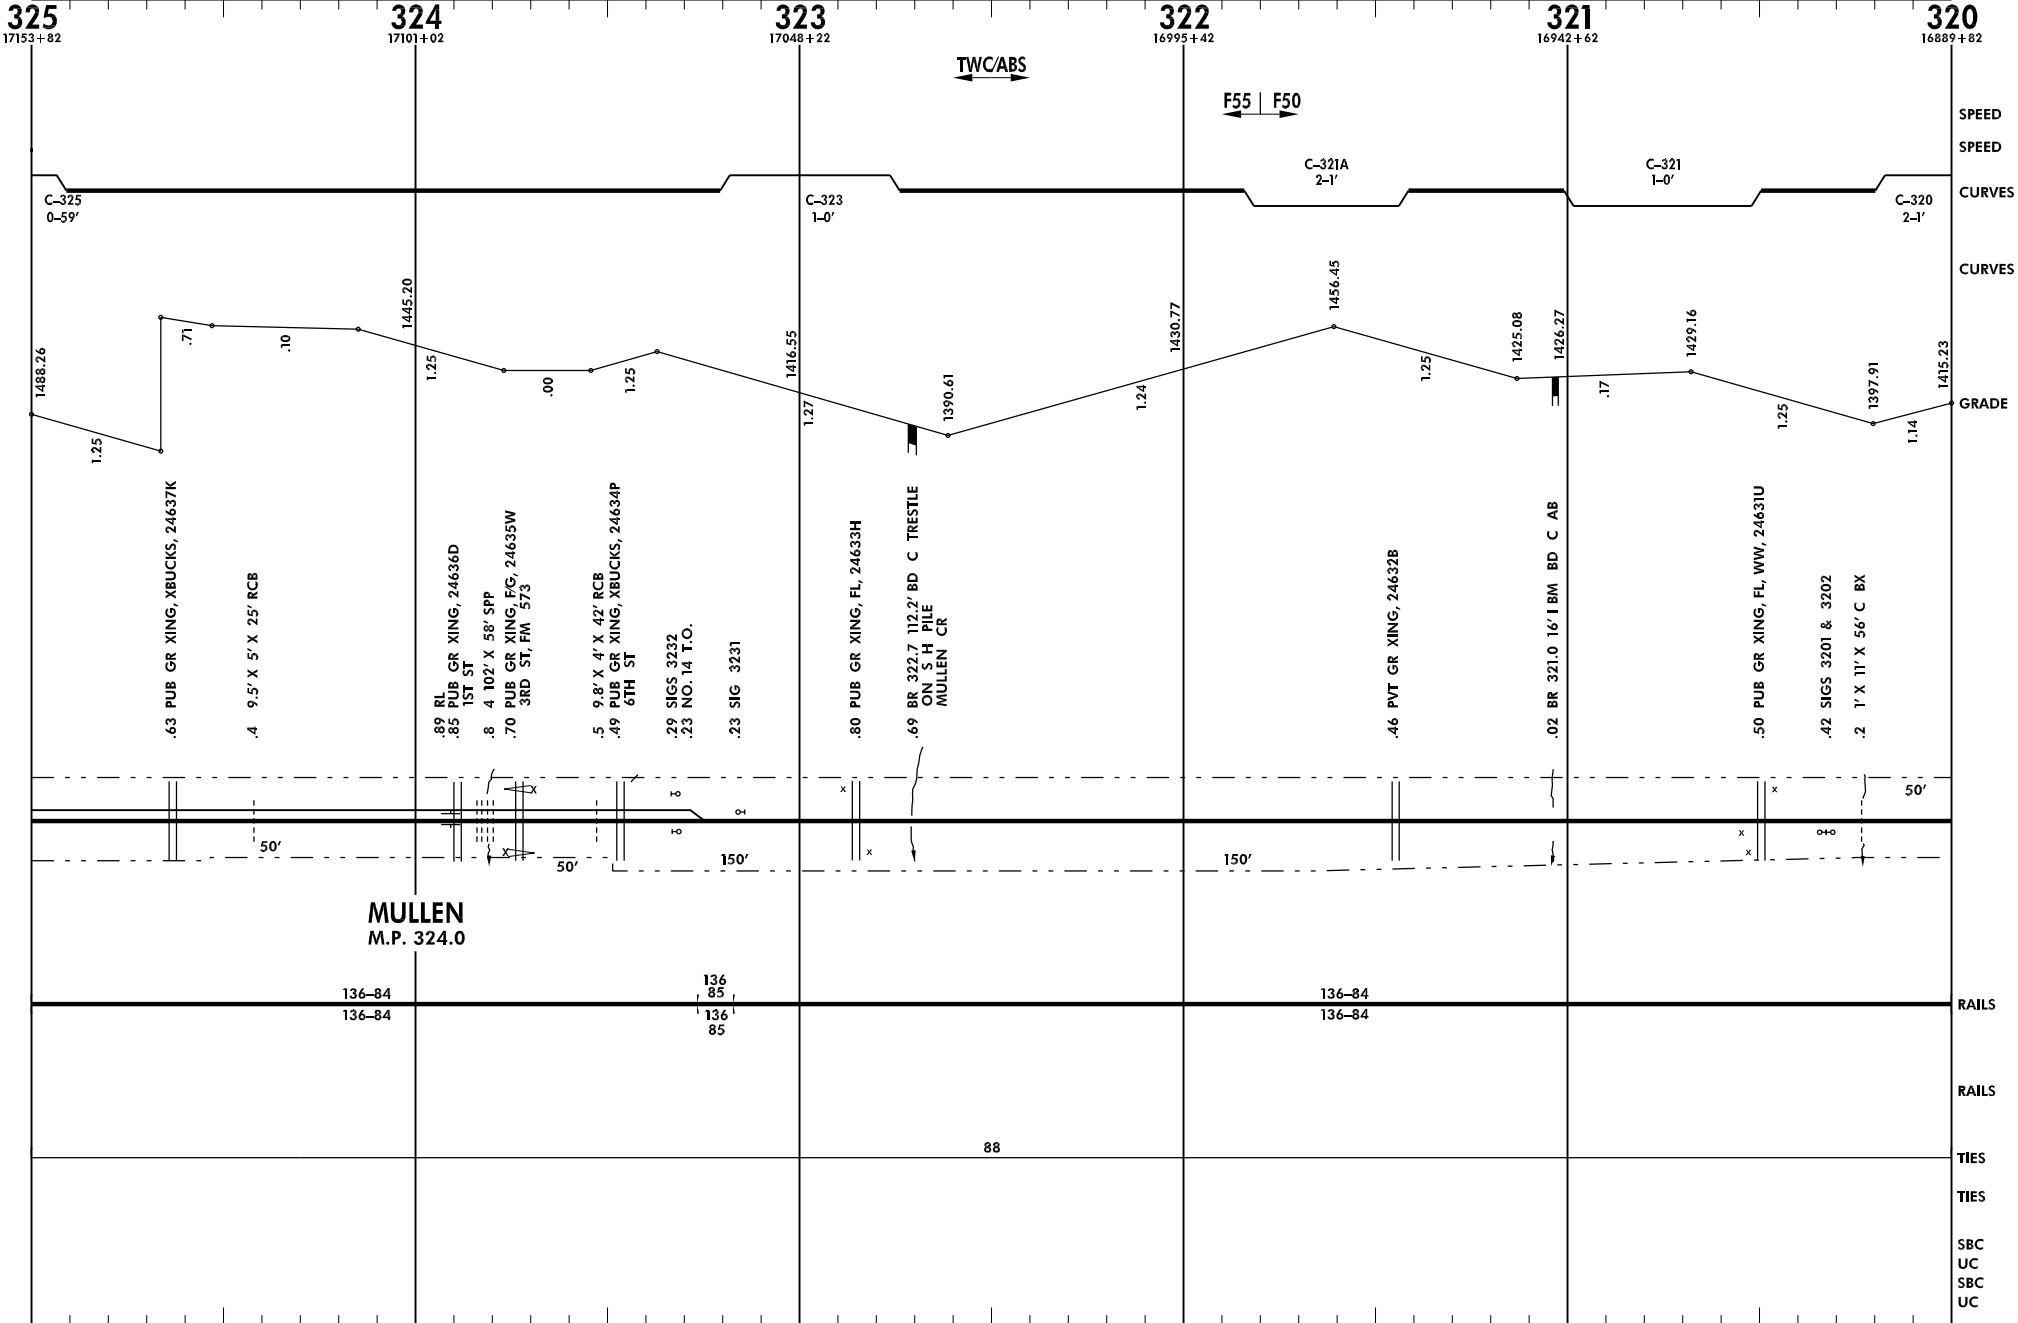 325 324 323 322 321 320
17153+82 17101+02 17048+22 16995+42 16942+62 16889+82
TWC/ABS
F55 F50
SPEED
SPEED
C-325
0-59'
C-323
1-0'
C-321A
2-1'
C-321
1-0'
C-320
2-1'
CURVES
CURVES
1488.26
1.25
.71
.10
1445.20
1.25
.00
1.25
1416.55
1.27
1390.61
1.24
1430.77
1456.45
1.25
1425.08
1426.27
.17
1429.16
1.25
1397.91
1.14
1415.23
GRADE
.63 PUB GR XING, XBUCKS, 24637K
.4 9.5' X 5' X 25' RCB
.89 RL
.85 PUB GR XING, 24636D
1ST ST
.8 4 102' X 58' SPP
.70 PUB GR XING, F/G, 24635W
3RD ST, FM 573
.5 9.8' X 4' X 42' RCB
.49 PUB GR XING, XBUCKS, 24634P
6TH ST
.29 SIGS 3232
.23 NO. 14 T.O.
.23 SIG 3231
.80 PUB GR XING, FL, 24633H
.69 BR 322.7 112.2' BD C TRESTLE
ON S H PILE
MULLEN CR
.46 PVT GR XING, 24632B
.02 BR 321.0 16' I BM BD C AB
.50 PUB GR XING, FL, WW, 24631U
.42 SIGS 3201 & 3202
.2 1' X 11' X 56' C BX
X
X
X
X
X
X
X
50'
50'
50'
150'
150'
MULLEN
M.P. 324.0
136-84
136-84
136
85
136
85
136-84
136-84
RAILS
RAILS
88
TIES
TIES
SBC
UC
SBC
UC